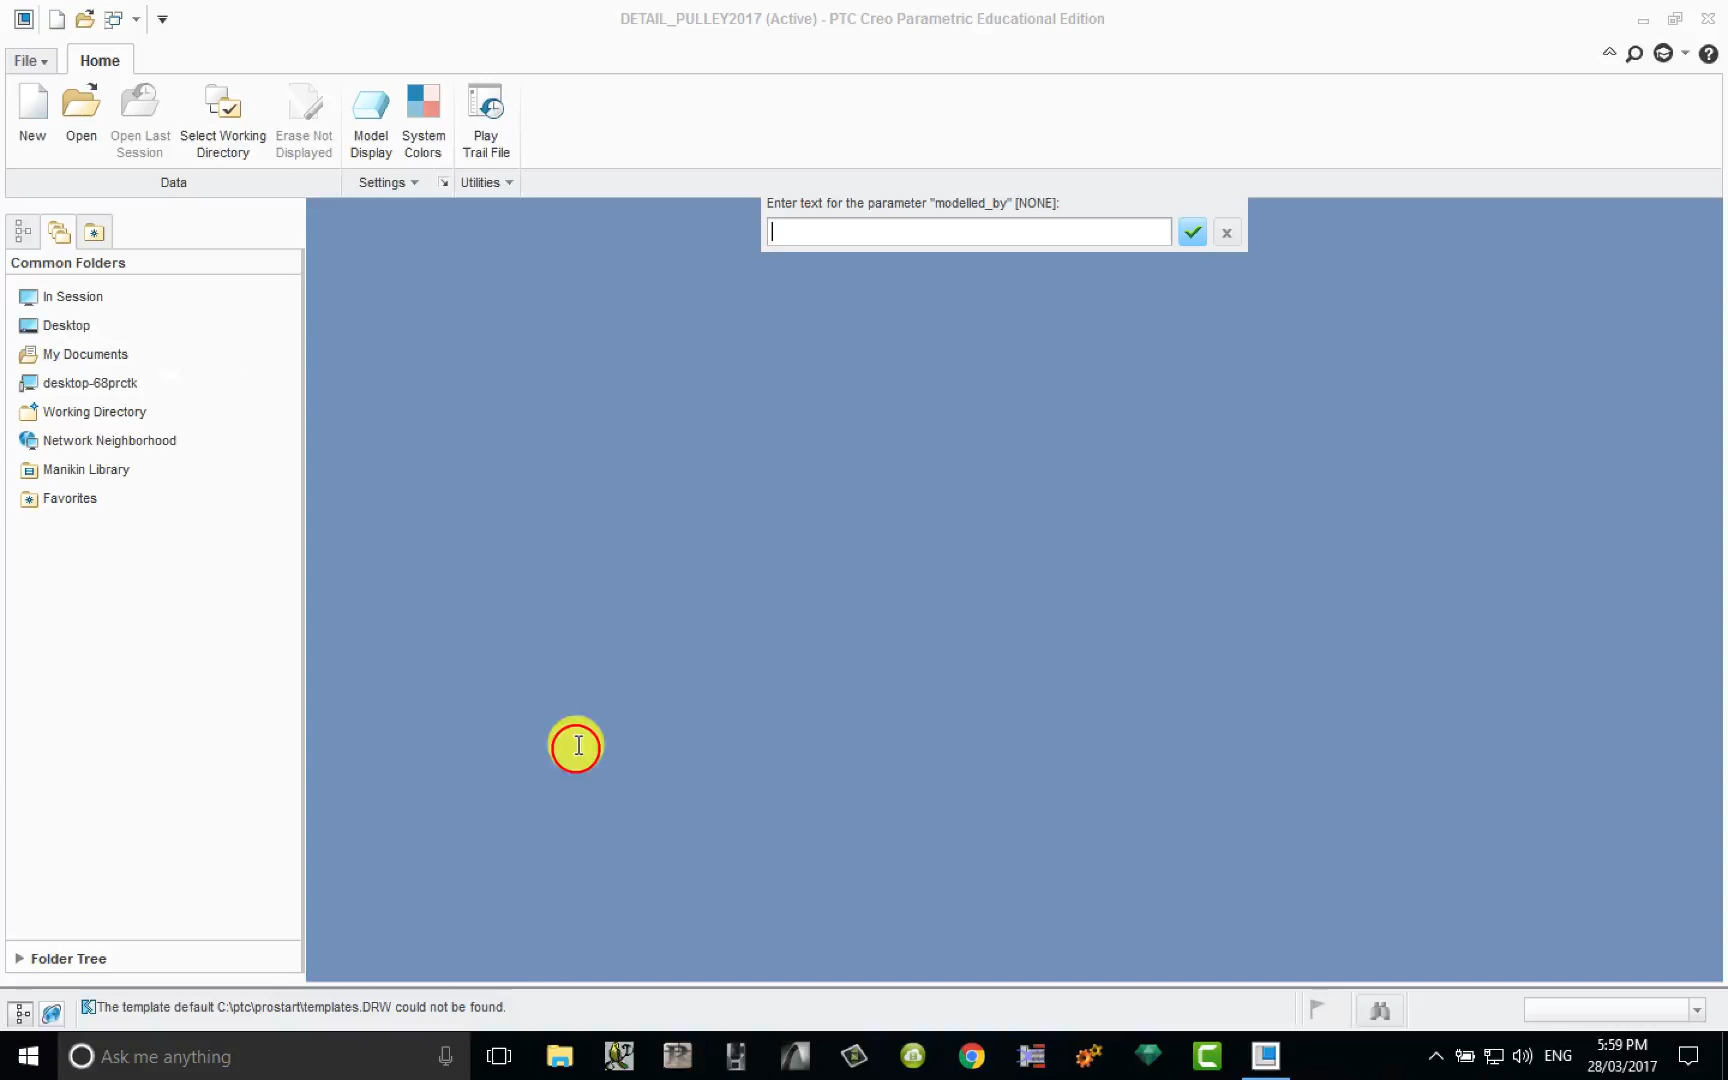 DETAIL_PULLEY2017 (Active) - PTC Creo Parametric Educational Edition
File
Home
New
Open
Open Last
Session
Select Working
Directory
Erase Not
Displayed
Model
Display
System
Colors
Play
Trail File
Data
Settings
Utilities
Enter text for the parameter "modelled_by" [NONE]:
Common Folders
In Session
Desktop
My Documents
desktop-68prctk
Working Directory
Network Neighborhood
Manikin Library
Favorites
Folder Tree
The template default C:\ptc\prostart\templates.DRW could not be found.
Ask me anything
ENG
5:59 PM
28/03/2017